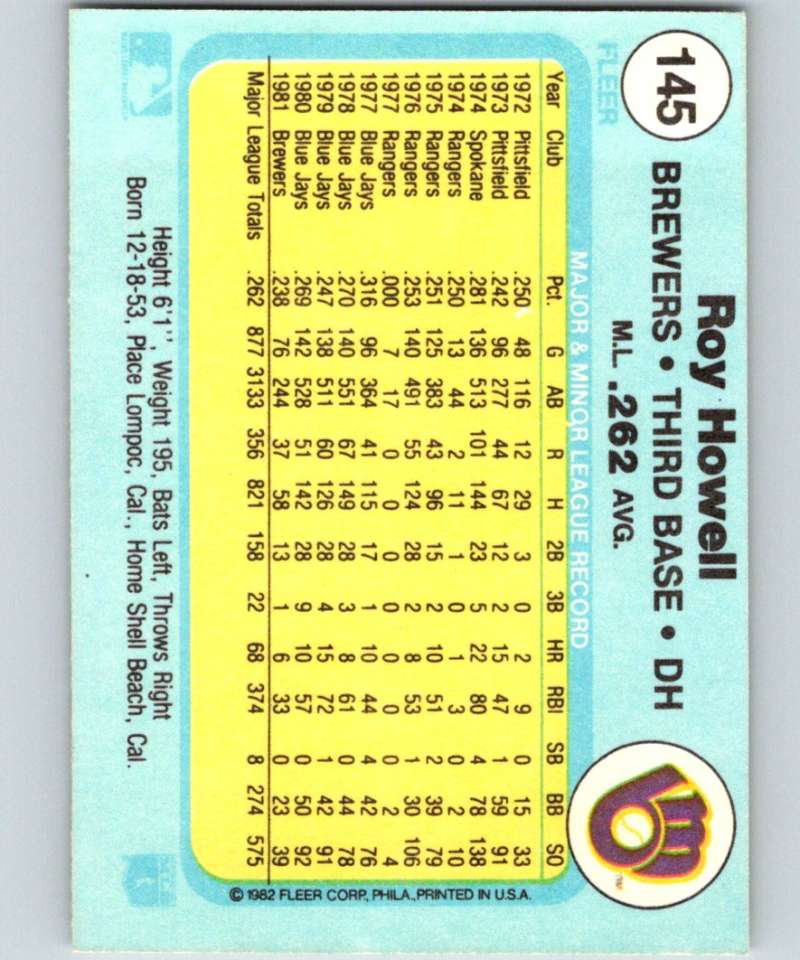 145
FLEER
Roy Howell
BREWERS • THIRD BASE • DH
M.L. .262 AVG.
MAJOR & MINOR LEAGUE RECORD
Year Club Pct. G AB R H 2B 3B HR RBI SB BB SO
1972 Pittsfield .250 48 116 12 29 3 0 2 9 0 15 33
1973 Pittsfield .242 96 277 44 67 12 2 15 47 1 59 91
1974 Spokane .281 136 513 101 144 23 5 22 80 4 78 138
1974 Rangers .250 13 44 2 11 1 0 1 3 0 2 10
1975 Rangers .251 125 383 43 96 15 2 10 51 2 39 79
1976 Rangers .253 140 491 55 124 28 2 8 53 1 30 106
1977 Rangers .000 7 17 0 0 0 0 0 0 0 2 4
1977 Blue Jays .316 96 364 41 115 17 1 10 44 4 42 76
1978 Blue Jays .270 140 551 67 149 28 3 8 61 0 44 78
1979 Blue Jays .247 138 511 60 126 28 4 15 72 1 42 91
1980 Blue Jays .269 142 528 51 142 28 9 10 57 0 50 92
1981 Brewers .238 76 244 37 58 13 1 6 33 0 23 39
Major League Totals .262 877 3133 356 821 158 22 68 374 8 274 575
© 1982 FLEER CORP., PHILA., PRINTED IN U.S.A.
Height 6'1", Weight 195, Bats Left, Throws Right
Born 12-18-53, Place Lompoc, Cal., Home Shell Beach, Cal.